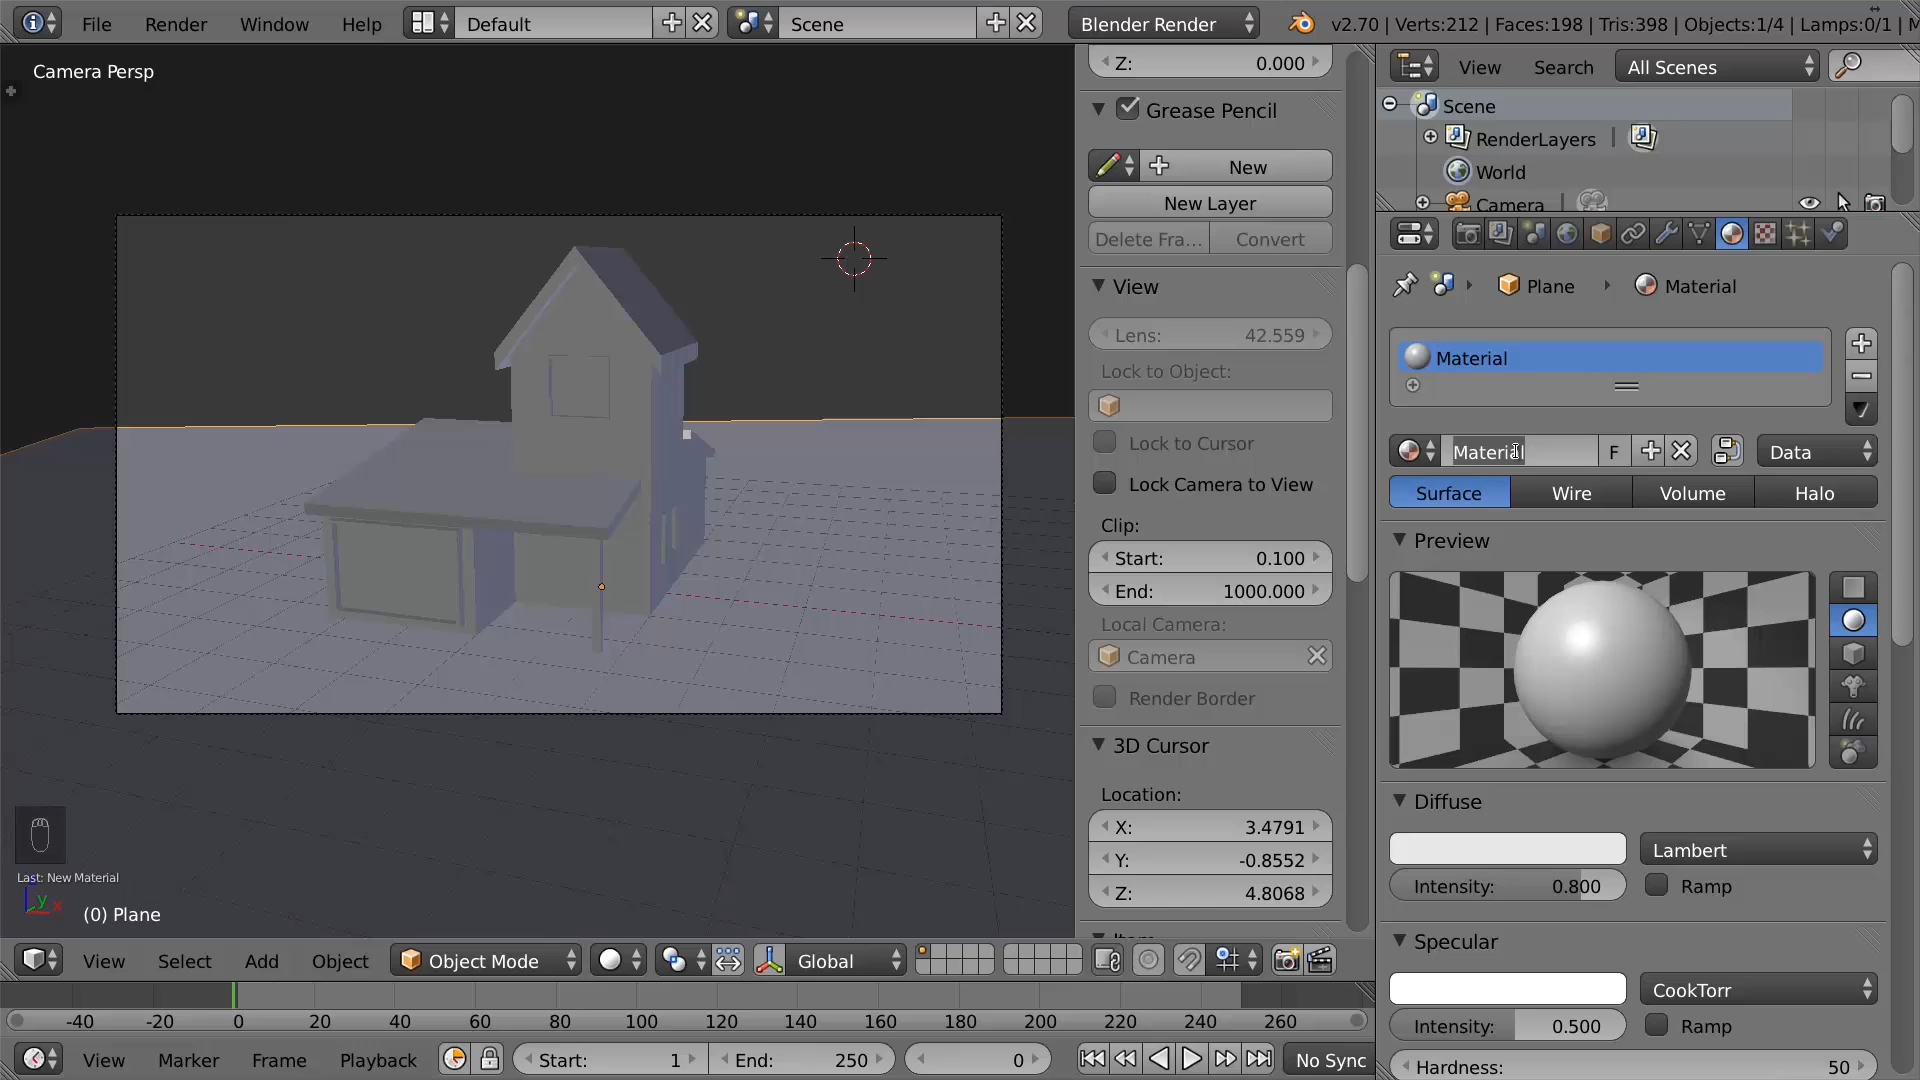 File Render Window Help Default Scene Blender Render v2.70 | Verts:212 | Faces:198 | Tris:398 | Objects:1/4 | Lamps:0/1 | M
Camera Persp
Z: 0.000
Grease Pencil
New
New Layer
Delete Fra... Convert
View
Lens: 42.559
Lock to Object:
Lock to Cursor
Lock Camera to View
Clip:
Start: 0.100
End: 1000.000
Local Camera:
Camera
Render Border
3D Cursor
Location:
X: 3.4791
Y: -0.8552
Z: 4.8068
View Search All Scenes
Scene
RenderLayers
World
Camera
Plane Material
Material
Material F Data
Surface Wire Volume Halo
Preview
Diffuse
Lambert
Intensity: 0.800 Ramp
Specular
CookTorr
Intensity: 0.500 Ramp
Hardness: 50
Last: New Material
y x
(0) Plane
View Select Add Object Object Mode Global
-40 -20 0 20 40 60 80 100 120 140 160 180 200 220 240 260
View Marker Frame Playback Start: 1 End: 250 0 No Sync